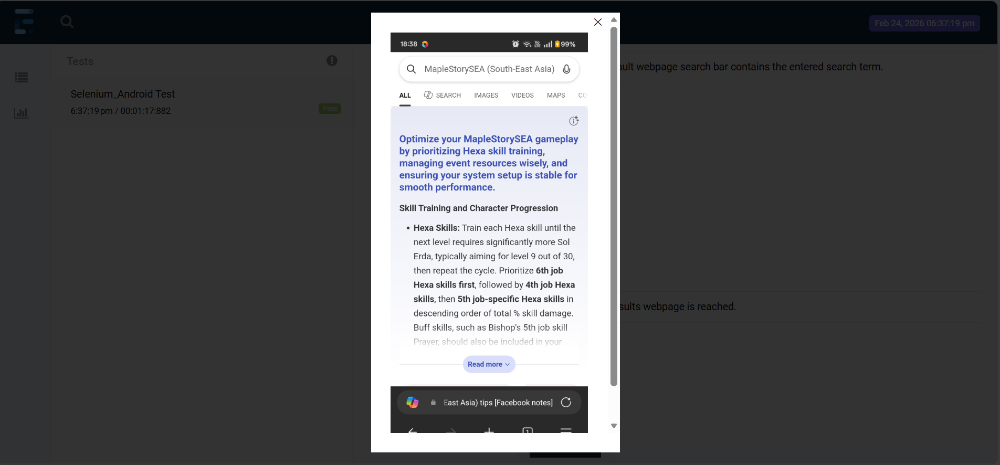 Feb 24, 2026 06:37:19 pm
Tests
Selenium_Android Test
6:37:19 pm / 00:01:17:882
Pass
ault webpage search bar contains the entered search term.
sults webpage is reached.
18:38
Vo
LTE
99%
MapleStorySEA (South-East Asia)
ALL
SEARCH
IMAGES
VIDEOS
MAPS
CO
Optimize your MapleStorySEA gameplay
by prioritizing Hexa skill training,
managing event resources wisely, and
ensuring your system setup is stable for
smooth performance.
Skill Training and Character Progression
• Hexa Skills: Train each Hexa skill until the
next level requires significantly more Sol
Erda, typically aiming for level 9 out of 30,
then repeat the cycle. Prioritize 6th job
Hexa skills first, followed by 4th job Hexa
skills, then 5th job-specific Hexa skills in
descending order of total % skill damage.
Buff skills, such as Bishop's 5th job skill
Prayer, should also be included in your
Read more
East Asia) tips [Facebook notes]
1